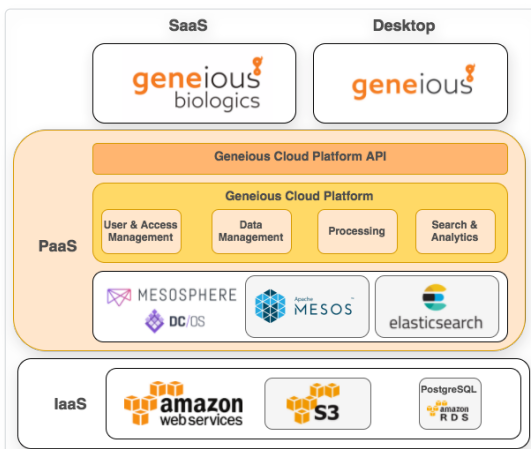 SaaS
Desktop
geneious
biologics
geneious
PaaS
Geneious Cloud Platform API
Geneious Cloud Platform
User & Access
Management
Data
Management
Processing
Search &
Analytics
MESOSPHERE
DC/OS
Apache
MESOS™
elasticsearch
IaaS
amazon
web services
S3
PostgreSQL
amazon
RDS